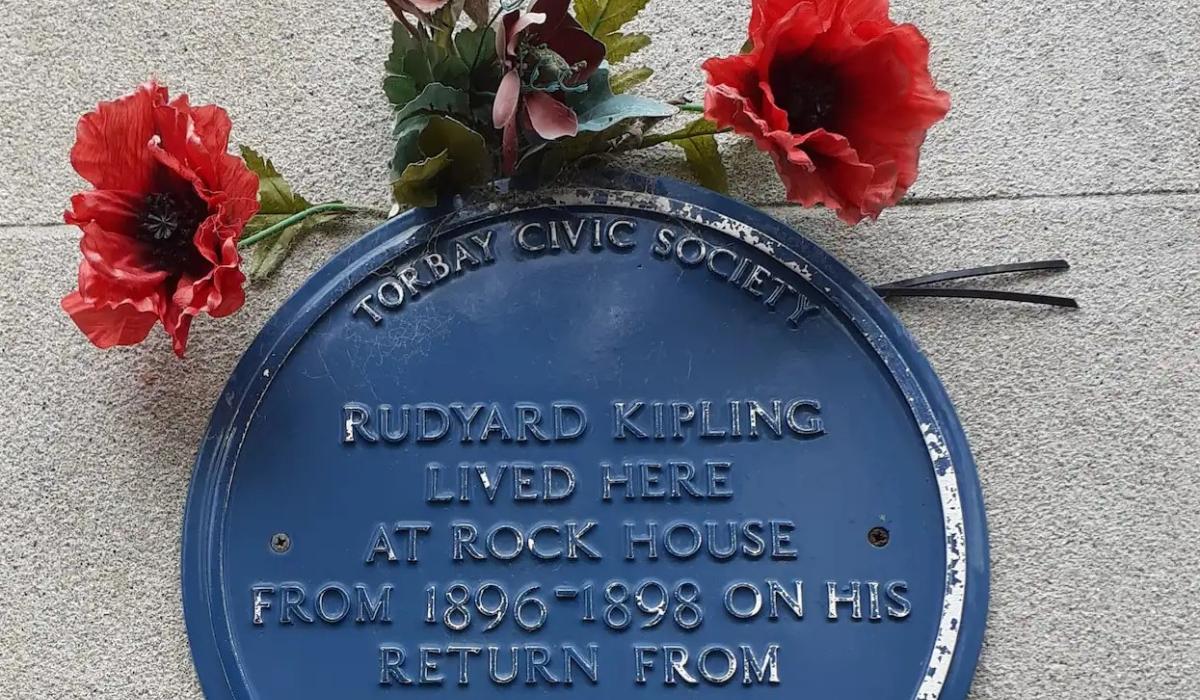 TORBAY CIVIC SOCIETY
RUDYARD KIPLING
LIVED HERE
AT ROCK HOUSE
FROM 1896-1898 ON HIS
RETURN FROM